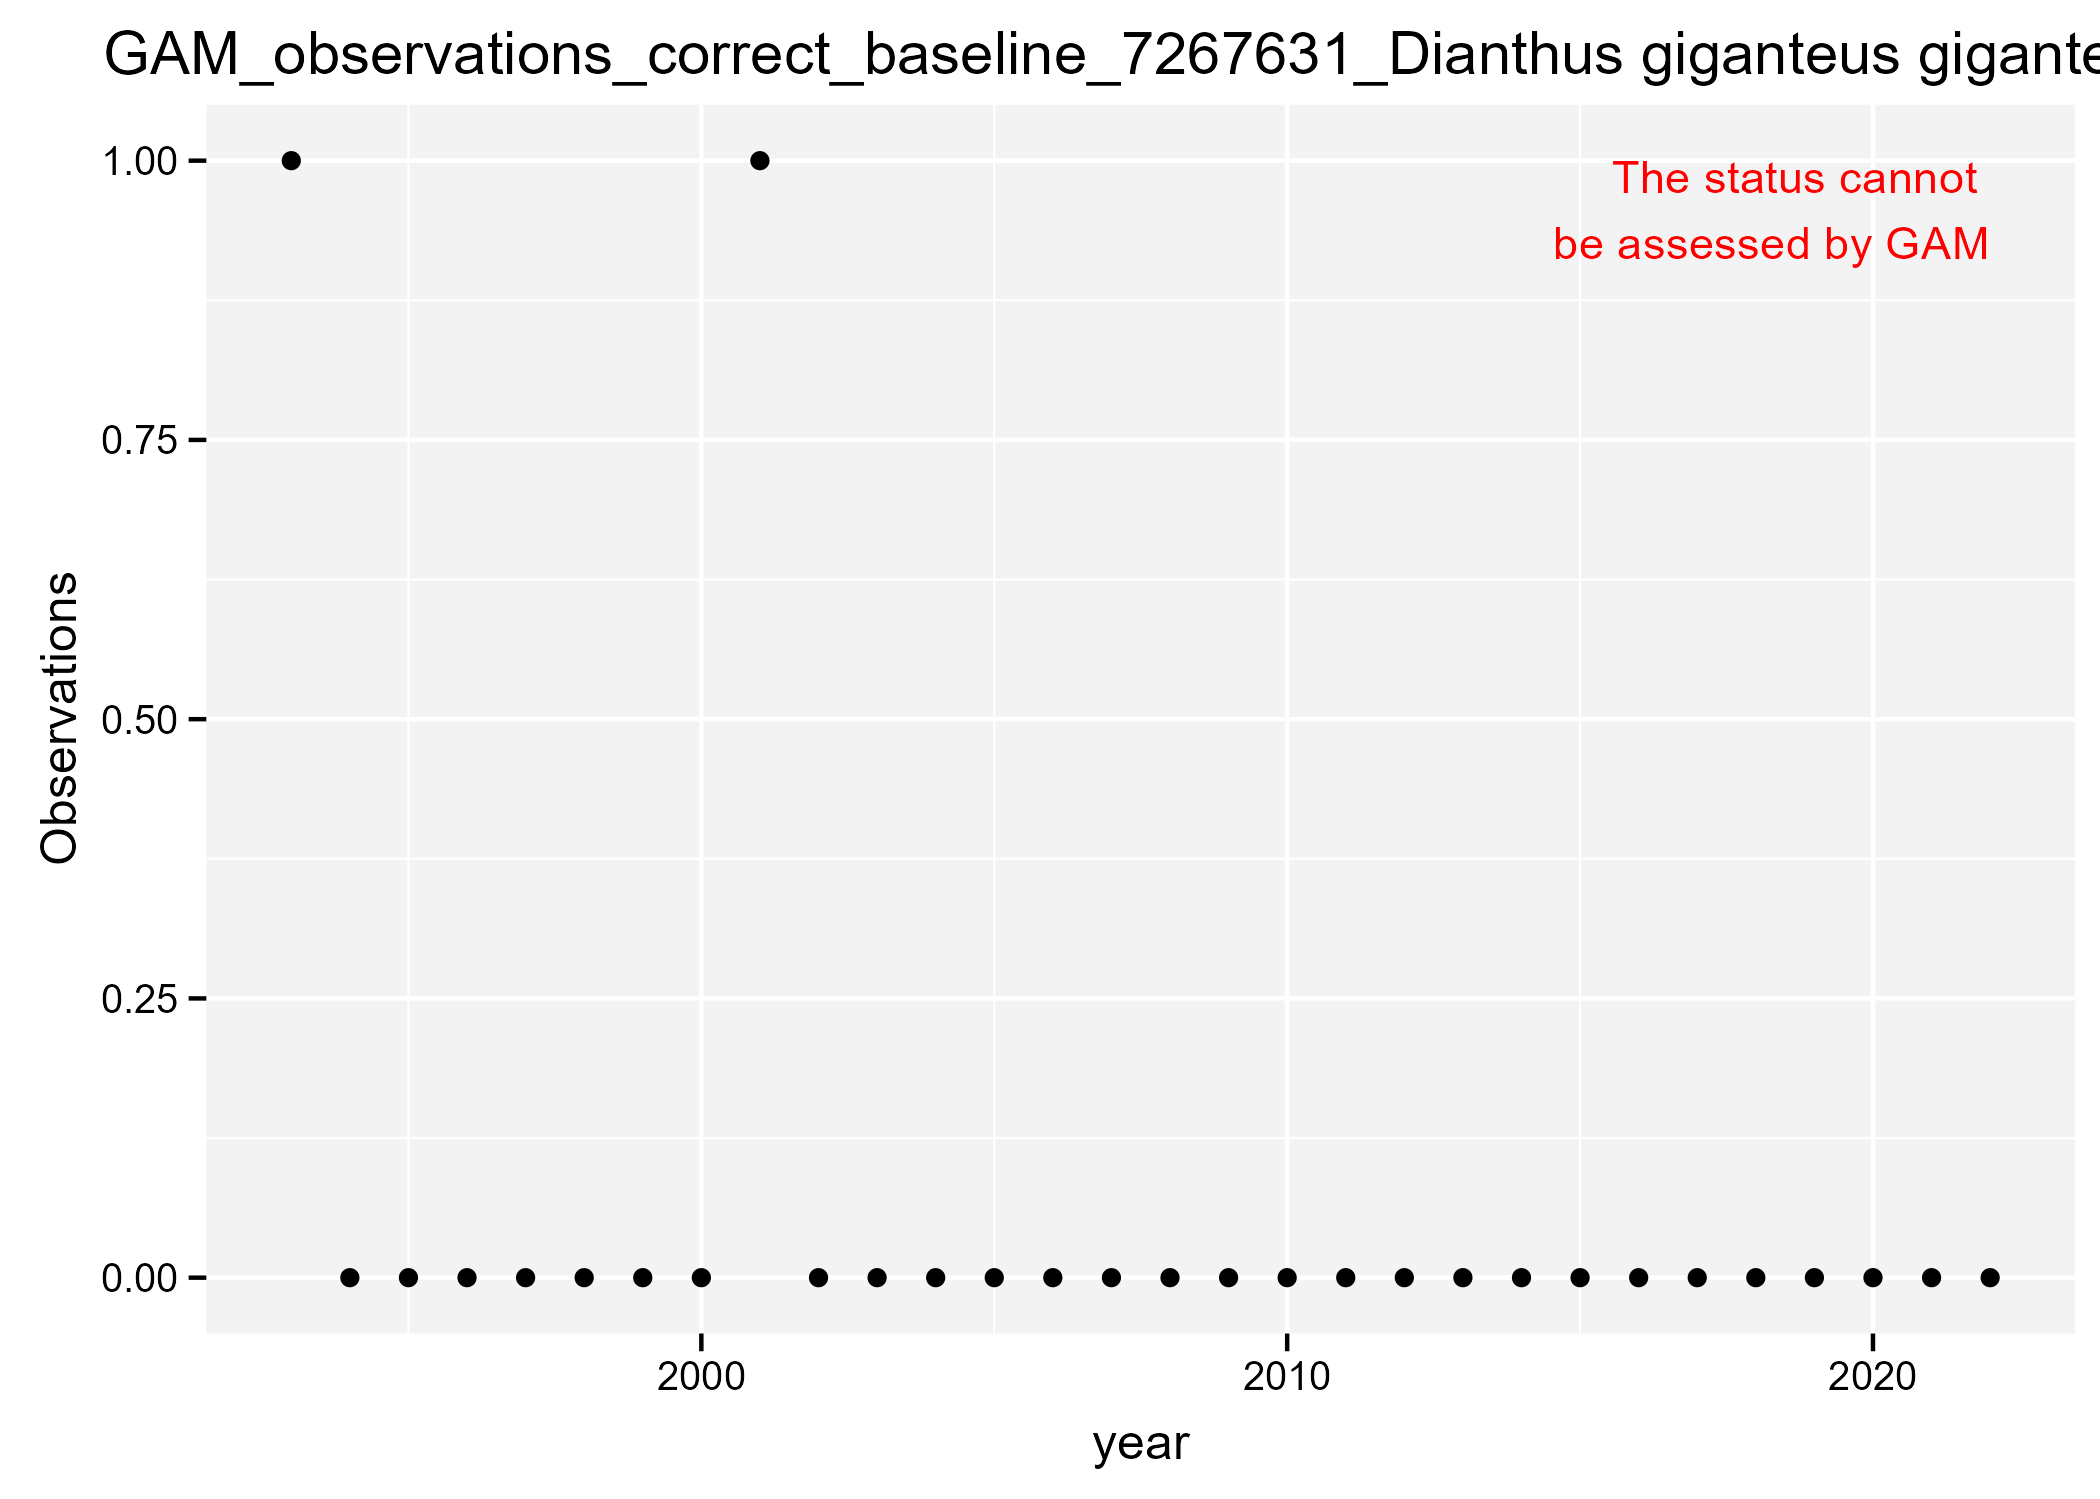 GAM_observations_correct_baseline_7267631_Dianthus giganteus gigante
1.00
The status cannot
be assessed by GAM
0.75
Observations
0.50
0.25
0.00
2000 2010 2020
year